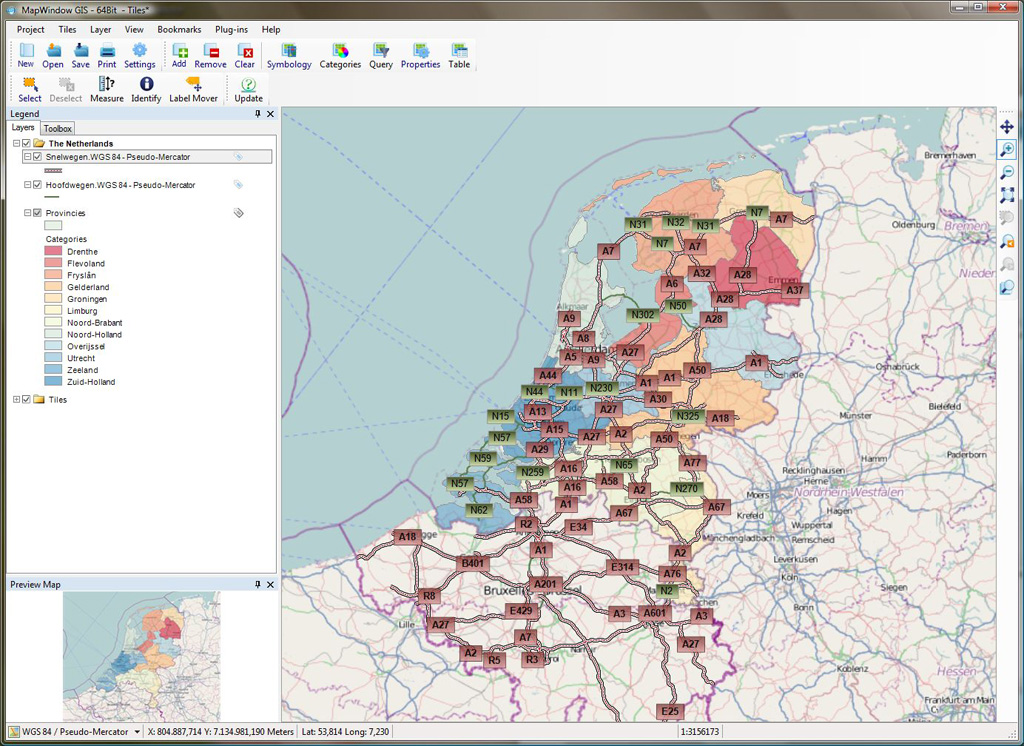 MapWindow GIS - 64Bit - Tiles*
Project Tiles Layer View Bookmarks Plug-ins Help
New Open Save Print Settings Add Remove Clear Symbology Categories Query Properties Table
Select Deselect Measure Identify Label Mover Update
Legend
Layers Toolbox
The Netherlands
Snelwegen.WGS 84 - Pseudo-Mercator
Hoofdwegen.WGS 84 - Pseudo-Mercator
Provincies
Categories
Drenthe
Flevoland
Fryslân
Gelderland
Groningen
Limburg
Noord-Brabant
Noord-Holland
Overijssel
Utrecht
Zeeland
Zuid-Holland
Tiles
Preview Map
Bremerhaven
N7 A7
N31 N32 N31
Oldenburg Bremen
N7 A7
A7
Nieder
A32 A28
Emmen
A6 A37
A28
N50
Alkmaar
N302 A28
A9
A8
A27
A5 A9
A1
Osnabrück
A50
A44 A1 A1
N44 N11 N230
A30
Bielefeld
A13 A27
N15 N325 A18
Münster
A15
N57 A27 A2 A50
A29
Paderborn
N59 Hamm
A77
N65
N259 A16
Recklinghausen
Herne
N57 A58
A16 A2 N270
Nordrhein-Westfalen
Moers
A58 A1
A67
N62 A67
Hagen
Krefeld
R2 E34
Wuppertal
A18
Mönchengladbach Remscheid
A1 A2
Leverkusen
B401 E314
A76
Köln
A201
Siegen
N2
R8
Bonn
E429
A3 A601 A3
Lille A27
A7
A27
A2 R5 R3
Koblenz
Hessen
Frankfurt am Main
E25
WGS 84 / Pseudo-Mercator X: 804.887,714 Y: 7.134.981,190 Meters Lat: 53,814 Long: 7,230 1:3156173